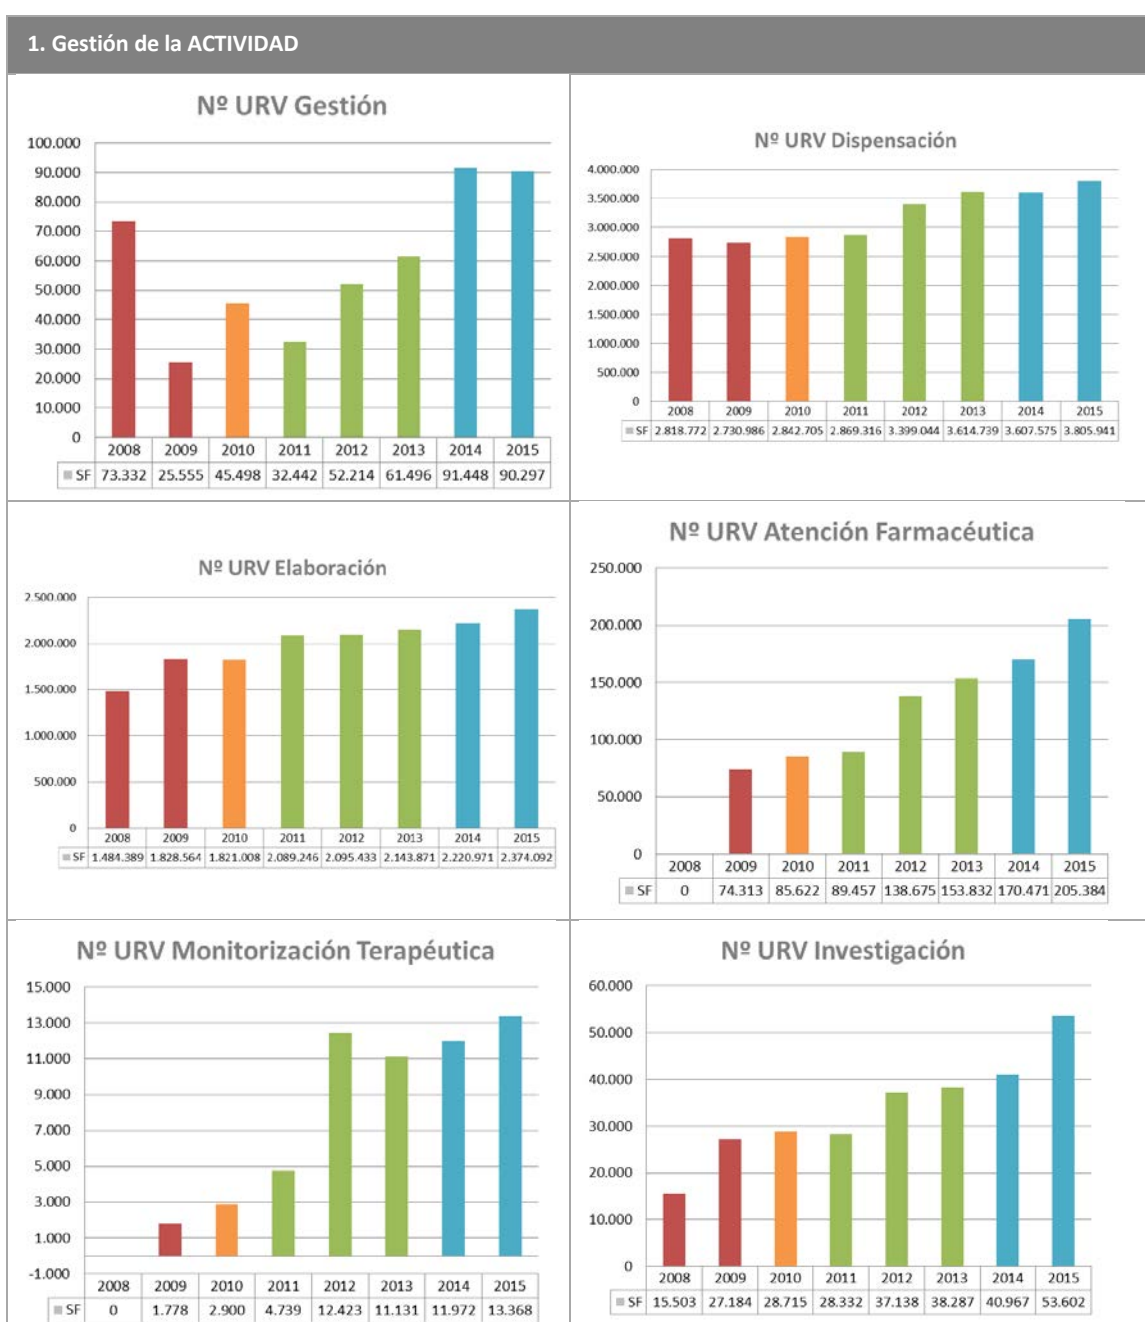 1. Gestión de la ACTIVIDAD
Nº URV Gestión
100.000
90.000
80.000
70.000
60.000
50.000
40.000
30.000
20.000
10.000
0
2008 2009 2010 2011 2012 2013 2014 2015
SF 73.332 25.555 45.498 32.442 52.214 61.496 91.448 90.297
Nº URV Dispensación
4.000.000
3.500.000
3.000.000
2.500.000
2.000.000
1.500.000
1.000.000
500.000
0
2008 2009 2010 2011 2012 2013 2014 2015
SF 2.818.772 2.730.986 2.842.705 2.869.316 3.399.044 3.614.739 3.607.575 3.805.941
Nº URV Elaboración
2.500.000
2.000.000
1.500.000
1.000.000
500.000
0
2008 2009 2010 2011 2012 2013 2014 2015
SF 1.484.389 1.828.564 1.821.008 2.089.246 2.095.433 2.143.871 2.220.971 2.374.092
Nº URV Atención Farmacéutica
250.000
200.000
150.000
100.000
50.000
0
2008 2009 2010 2011 2012 2013 2014 2015
SF 0 74.313 85.622 89.457 138.675 153.832 170.471 205.384
Nº URV Monitorización Terapéutica
15.000
13.000
11.000
9.000
7.000
5.000
3.000
1.000
-1.000
2008 2009 2010 2011 2012 2013 2014 2015
SF 0 1.778 2.900 4.739 12.423 11.131 11.972 13.368
Nº URV Investigación
60.000
50.000
40.000
30.000
20.000
10.000
0
2008 2009 2010 2011 2012 2013 2014 2015
SF 15.503 27.184 28.715 28.332 37.138 38.287 40.967 53.602